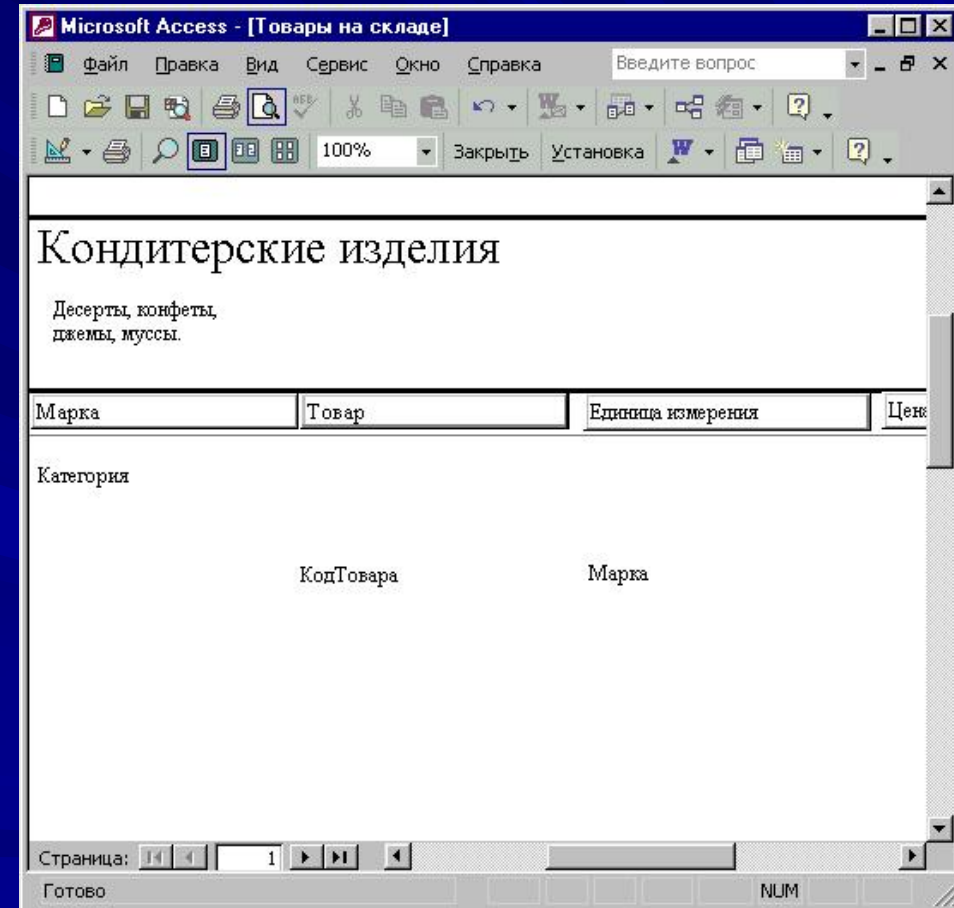 Microsoft Access - [Товары на складе]
Файл Правка Вид Сервис Окно Справка Введите вопрос
100% Закрыть Установка
Кондитерские изделия
Десерты, конфеты,
джемы, муссы.
Марка Товар Единица измерения Цена
Категория
КодТовара Марка
Страница: 1
Готово NUM